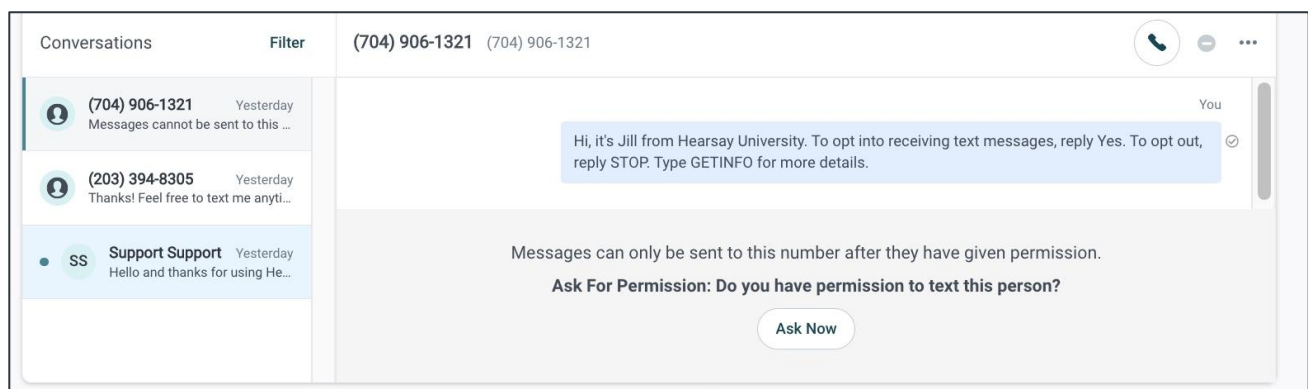 Conversations Filter
(704) 906-1321 Yesterday
Messages cannot be sent to this ...
(203) 394-8305 Yesterday
Thanks! Feel free to text me anyti...
SS Support Support Yesterday
Hello and thanks for using He...
(704) 906-1321 (704) 906-1321
You
Hi, it's Jill from Hearsay University. To opt into receiving text messages, reply Yes. To opt out,
reply STOP. Type GETINFO for more details.
Messages can only be sent to this number after they have given permission.
Ask For Permission: Do you have permission to text this person?
Ask Now